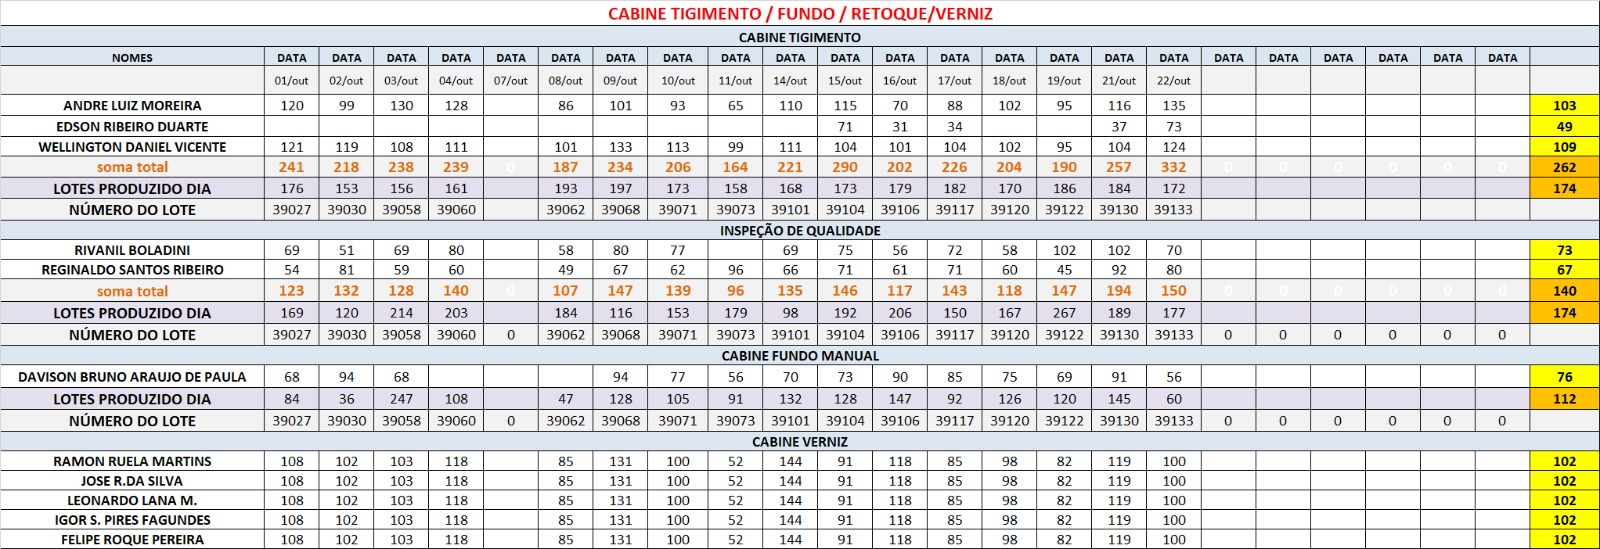 CABINE TIGIMENTO / FUNDO / RETOQUE/VERNIZ
CABINE TIGIMENTO
NOMES DATA DATA DATA DATA DATA DATA DATA DATA DATA DATA DATA DATA DATA DATA DATA DATA DATA DATA DATA DATA DATA DATA DATA
01/out 02/out 03/out 04/out 07/out 08/out 09/out 10/out 11/out 14/out 15/out 16/out 17/out 18/out 19/out 21/out 22/out
ANDRE LUIZ MOREIRA 120 99 130 128 86 101 93 65 110 115 70 88 102 95 116 135 103
EDSON RIBEIRO DUARTE 71 31 34 37 73 49
WELLINGTON DANIEL VICENTE 121 119 108 111 101 133 113 99 111 104 101 104 102 95 104 124 109
soma total 241 218 238 239 0 187 234 206 164 221 290 202 226 204 190 257 332 0 0 0 0 0 0 262
LOTES PRODUZIDO DIA 176 153 156 161 193 197 173 158 168 173 179 182 170 186 184 172 174
NÚMERO DO LOTE 39027 39030 39058 39060 39062 39068 39071 39073 39101 39104 39106 39117 39120 39122 39130 39133
INSPEÇÃO DE QUALIDADE
RIVANIL BOLADINI 69 51 69 80 58 80 77 69 75 56 72 58 102 102 70 73
REGINALDO SANTOS RIBEIRO 54 81 59 60 49 67 62 96 66 71 61 71 60 45 92 80 67
soma total 123 132 128 140 0 107 147 139 96 135 146 117 143 118 147 194 150 0 0 0 0 0 0 140
LOTES PRODUZIDO DIA 169 120 214 203 184 116 153 179 98 192 206 150 167 267 189 177 174
NÚMERO DO LOTE 39027 39030 39058 39060 0 39062 39068 39071 39073 39101 39104 39106 39117 39120 39122 39130 39133 0 0 0 0 0 0
CABINE FUNDO MANUAL
DAVISON BRUNO ARAUJO DE PAULA 68 94 68 94 77 56 70 73 90 85 75 69 91 56 76
LOTES PRODUZIDO DIA 84 36 247 108 47 128 105 91 132 128 147 92 126 120 145 60 112
NÚMERO DO LOTE 39027 39030 39058 39060 0 39062 39068 39071 39073 39101 39104 39106 39117 39120 39122 39130 39133 0 0 0 0 0 0
CABINE VERNIZ
RAMON RUELA MARTINS 108 102 103 118 85 131 100 52 144 91 118 85 98 82 119 100 102
JOSE R.DA SILVA 108 102 103 118 85 131 100 52 144 91 118 85 98 82 119 100 102
LEONARDO LANA M. 108 102 103 118 85 131 100 52 144 91 118 85 98 82 119 100 102
IGOR S. PIRES FAGUNDES 108 102 103 118 85 131 100 52 144 91 118 85 98 82 119 100 102
FELIPE ROQUE PEREIRA 108 102 103 118 85 131 100 52 144 91 118 85 98 82 119 100 102